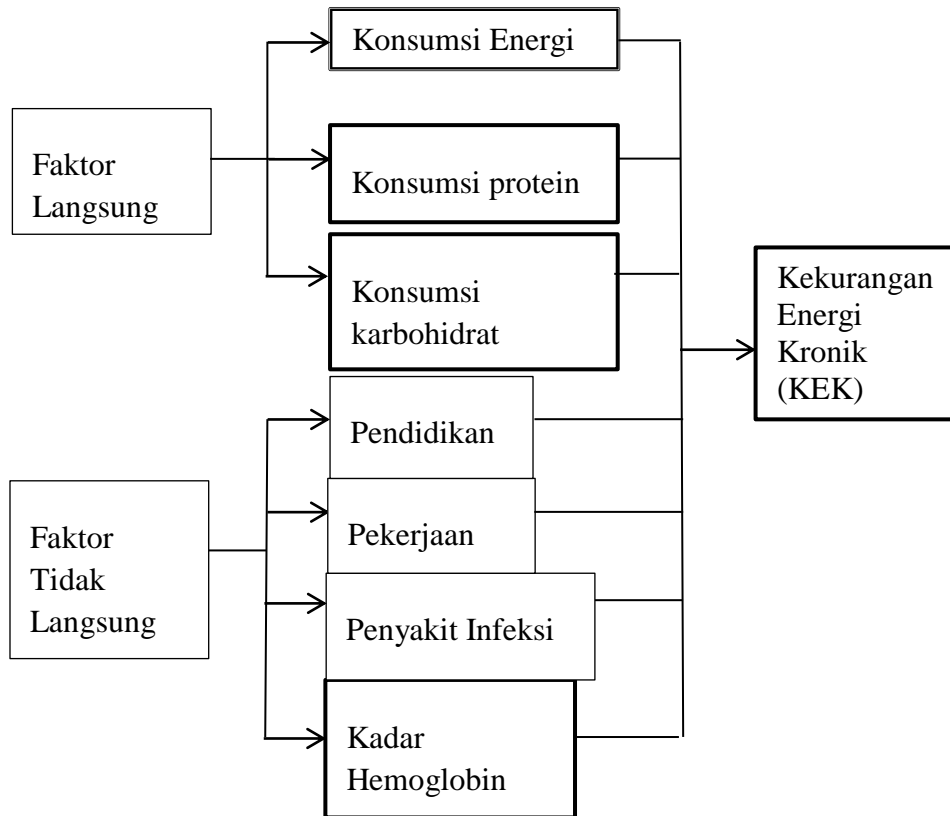 Konsumsi Energi
Faktor
Langsung
Konsumsi protein
Konsumsi
karbohidrat
Kekurangan
Energi
Kronik
(KEK)
Pendidikan
Faktor
Tidak
Langsung
Pekerjaan
Penyakit Infeksi
Kadar
Hemoglobin